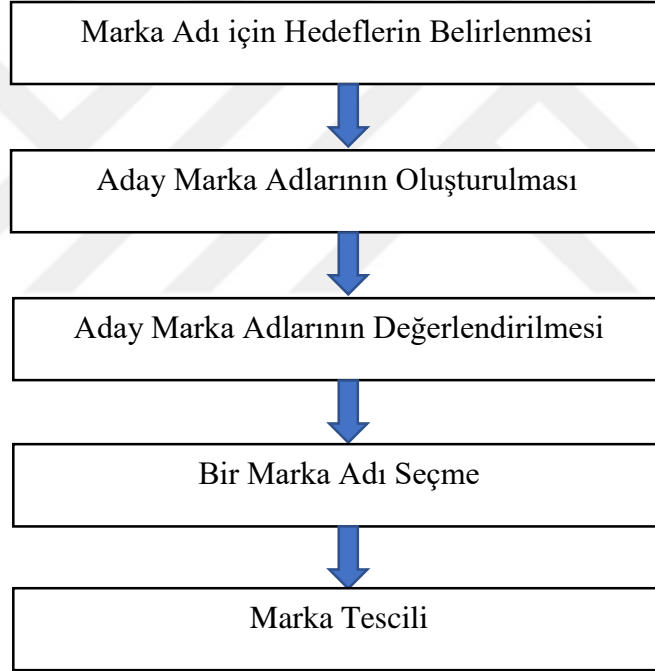 Marka Adı için Hedeflerin Belirlenmesi
Aday Marka Adlarının Oluşturulması
Aday Marka Adlarının Değerlendirilmesi
Bir Marka Adı Seçme
Marka Tescili